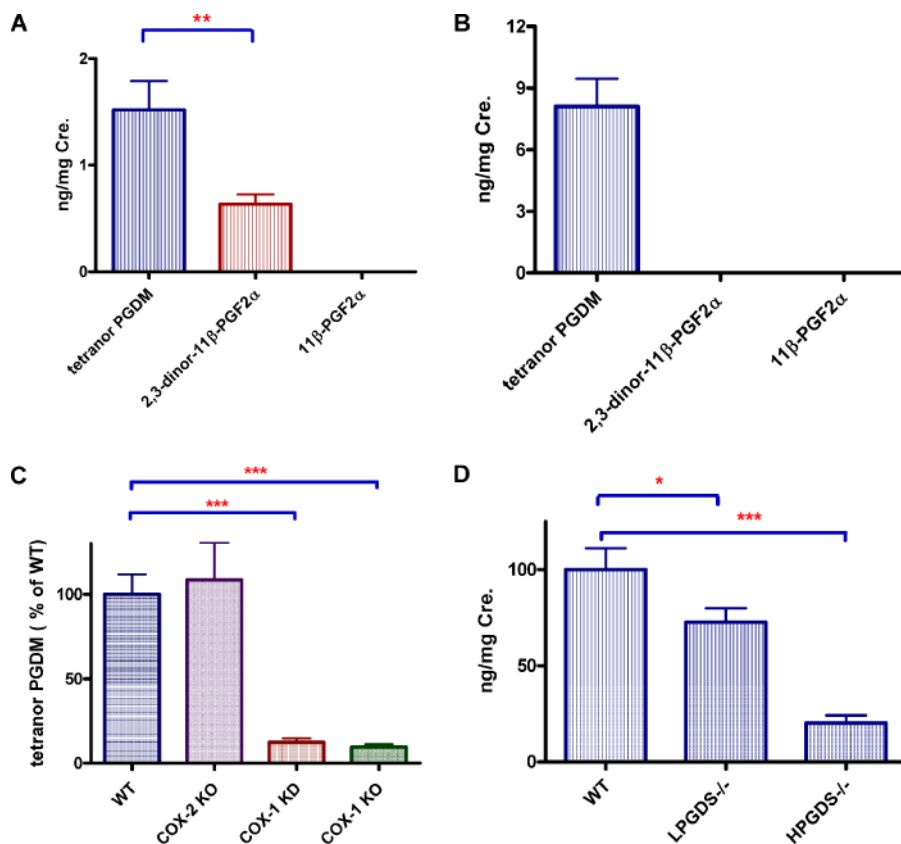 A
**
ng/mg Cre.
2
1
0
tetranor PGDM
2,3-dinor-11β-PGF2α
11β-PGF2α
B
ng/mg Cre.
12
9
6
3
0
tetranor PGDM
2,3-dinor-11β-PGF2α
11β-PGF2α
C
***
***
tetranor PGDM ( % of WT)
100
50
0
WT
COX-2 KO
COX-1 KD
COX-1 KO
D
*
***
ng/mg Cre.
100
50
0
WT
LPGDS-/-
HPGDS-/-